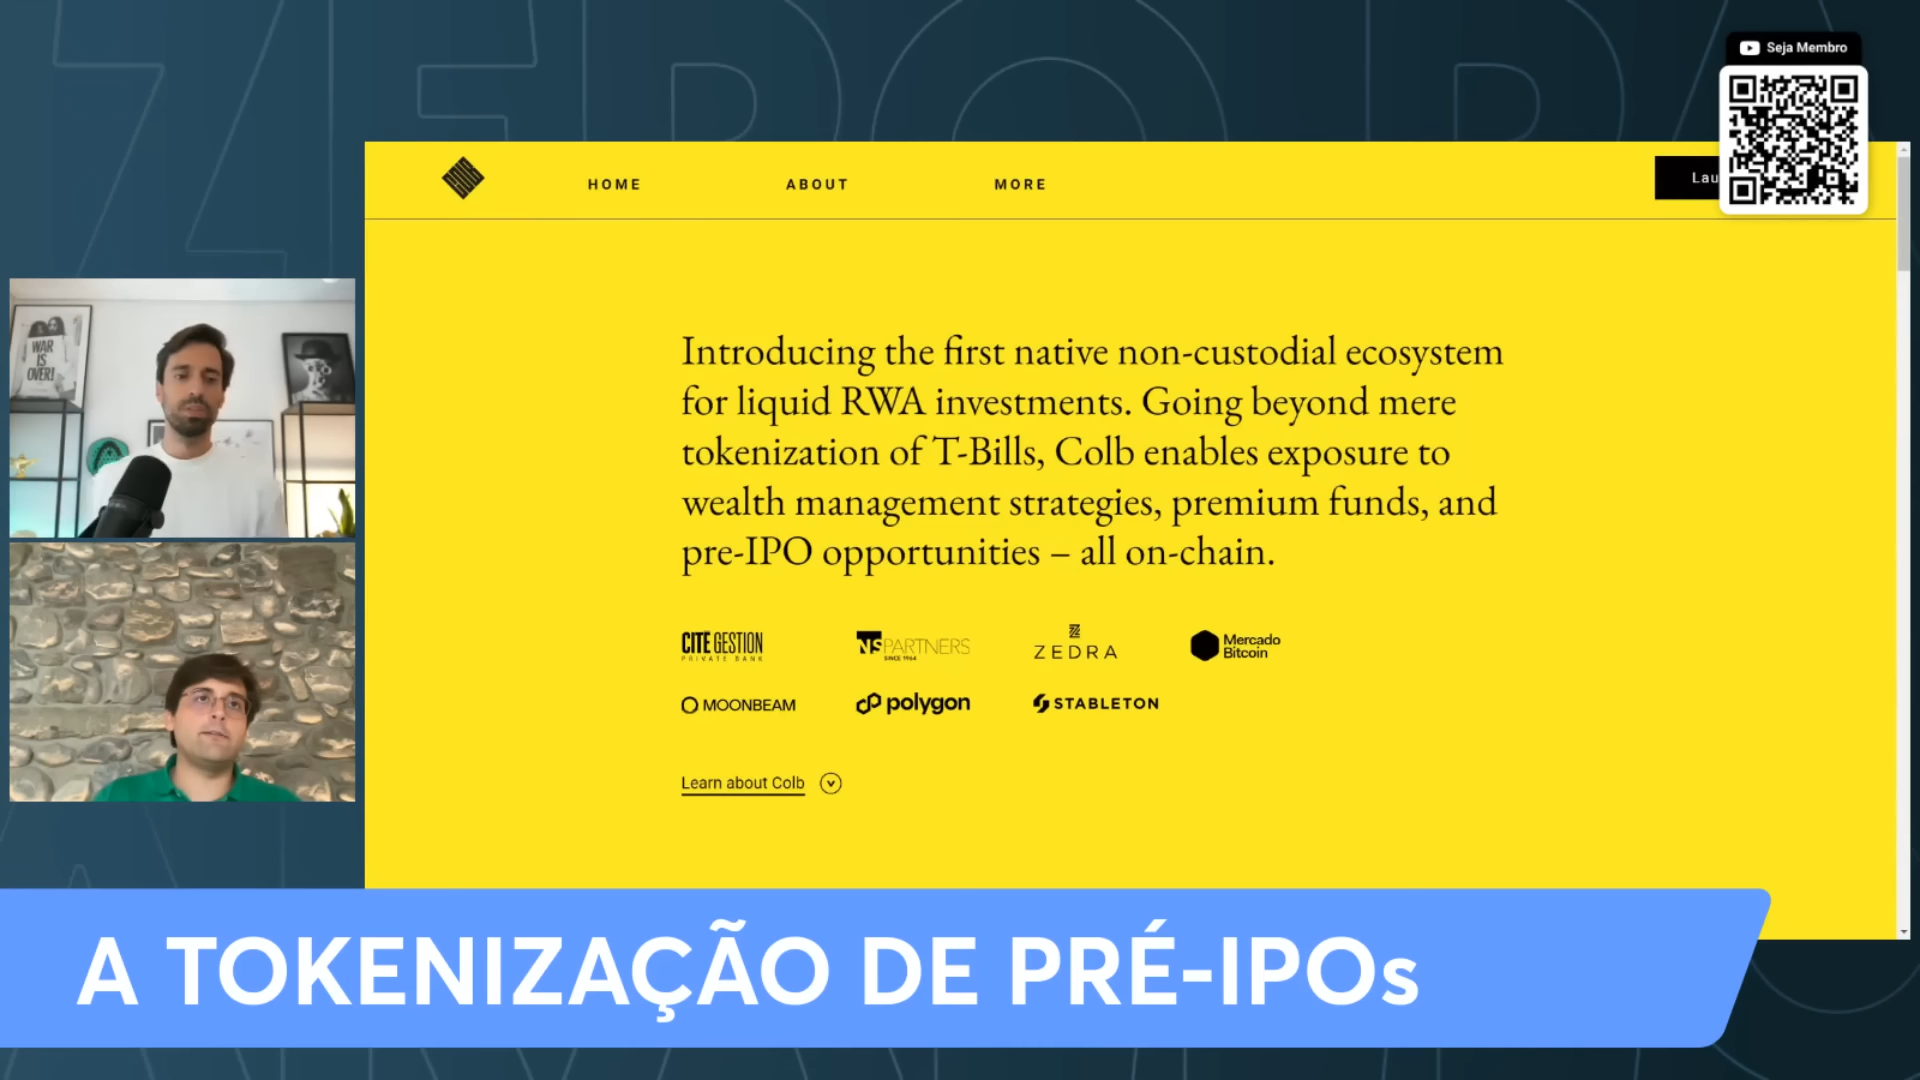 Seja Membro
HOME ABOUT MORE
Lau
WAR
IS
OVER!
Introducing the first native non-custodial ecosystem
for liquid RWA investments. Going beyond mere
tokenization of T-Bills, Colb enables exposure to
wealth management strategies, premium funds, and
pre-IPO opportunities – all on-chain.
CITÉ GESTION
PRIVATE BANK
NS PARTNERS
SINCE 1964
ZEDRA
Mercado
Bitcoin
MOONBEAM
polygon
STABLETON
Learn about Colb
A TOKENIZAÇÃO DE PRÉ-IPOs